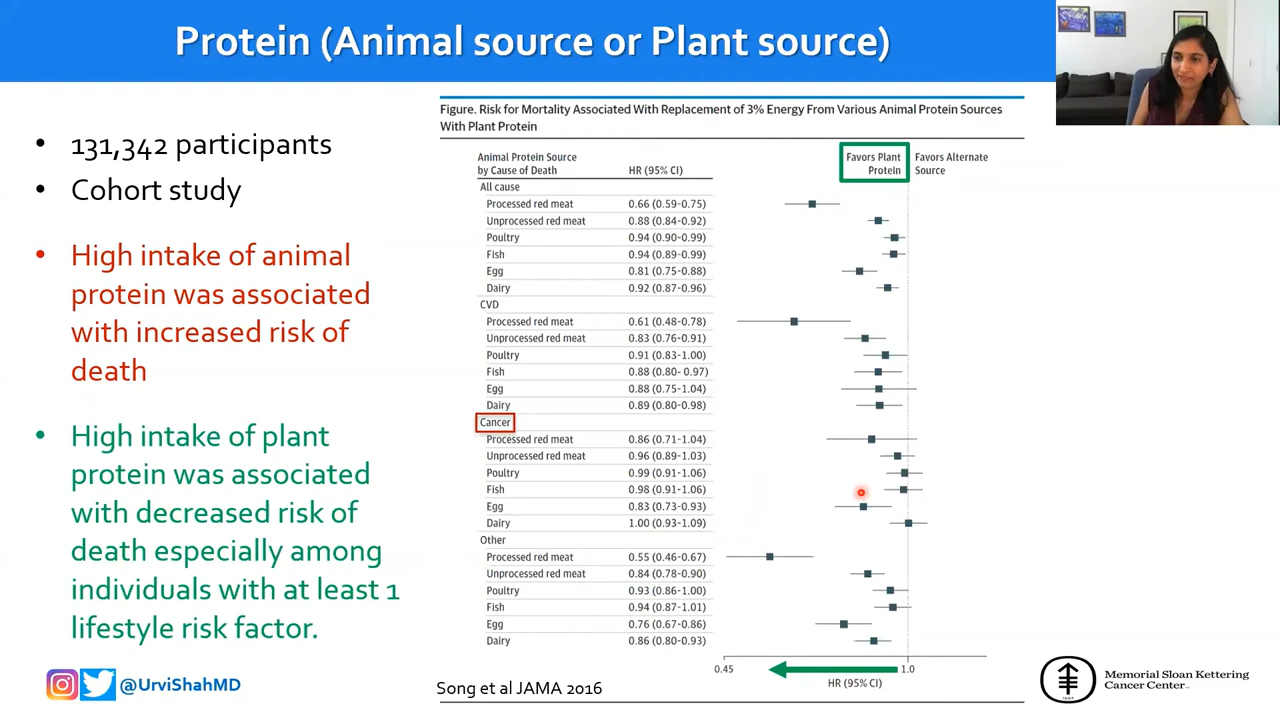 Protein (Animal source or Plant source)
• 131,342 participants
• Cohort study
• High intake of animal
protein was associated
with increased risk of
death
• High intake of plant
protein was associated
with decreased risk of
death especially among
individuals with at least 1
lifestyle risk factor.
@UrviShahMD
Figure. Risk for Mortality Associated With Replacement of 3% Energy From Various Animal Protein Sources
With Plant Protein
Animal Protein Source
by Cause of Death HR (95% CI)
Favors Plant
Protein
Favors Alternate
Source
All cause
Processed red meat 0.66 (0.59-0.75)
Unprocessed red meat 0.88 (0.84-0.92)
Poultry 0.94 (0.90-0.99)
Fish 0.94 (0.89-0.99)
Egg 0.81 (0.75-0.88)
Dairy 0.92 (0.87-0.96)
CVD
Processed red meat 0.61 (0.48-0.78)
Unprocessed red meat 0.83 (0.76-0.91)
Poultry 0.91 (0.83-1.00)
Fish 0.88 (0.80- 0.97)
Egg 0.88 (0.75-1.04)
Dairy 0.89 (0.80-0.98)
Cancer
Processed red meat 0.86 (0.71-1.04)
Unprocessed red meat 0.96 (0.89-1.03)
Poultry 0.99 (0.91-1.06)
Fish 0.98 (0.91-1.06)
Egg 0.83 (0.73-0.93)
Dairy 1.00 (0.93-1.09)
Other
Processed red meat 0.55 (0.46-0.67)
Unprocessed red meat 0.84 (0.78-0.90)
Poultry 0.93 (0.86-1.00)
Fish 0.94 (0.87-1.01)
Egg 0.76 (0.67-0.86)
Dairy 0.86 (0.80-0.93)
0.45 1.0
HR (95% CI)
Song et al JAMA 2016
Memorial Sloan Kettering
Cancer Center